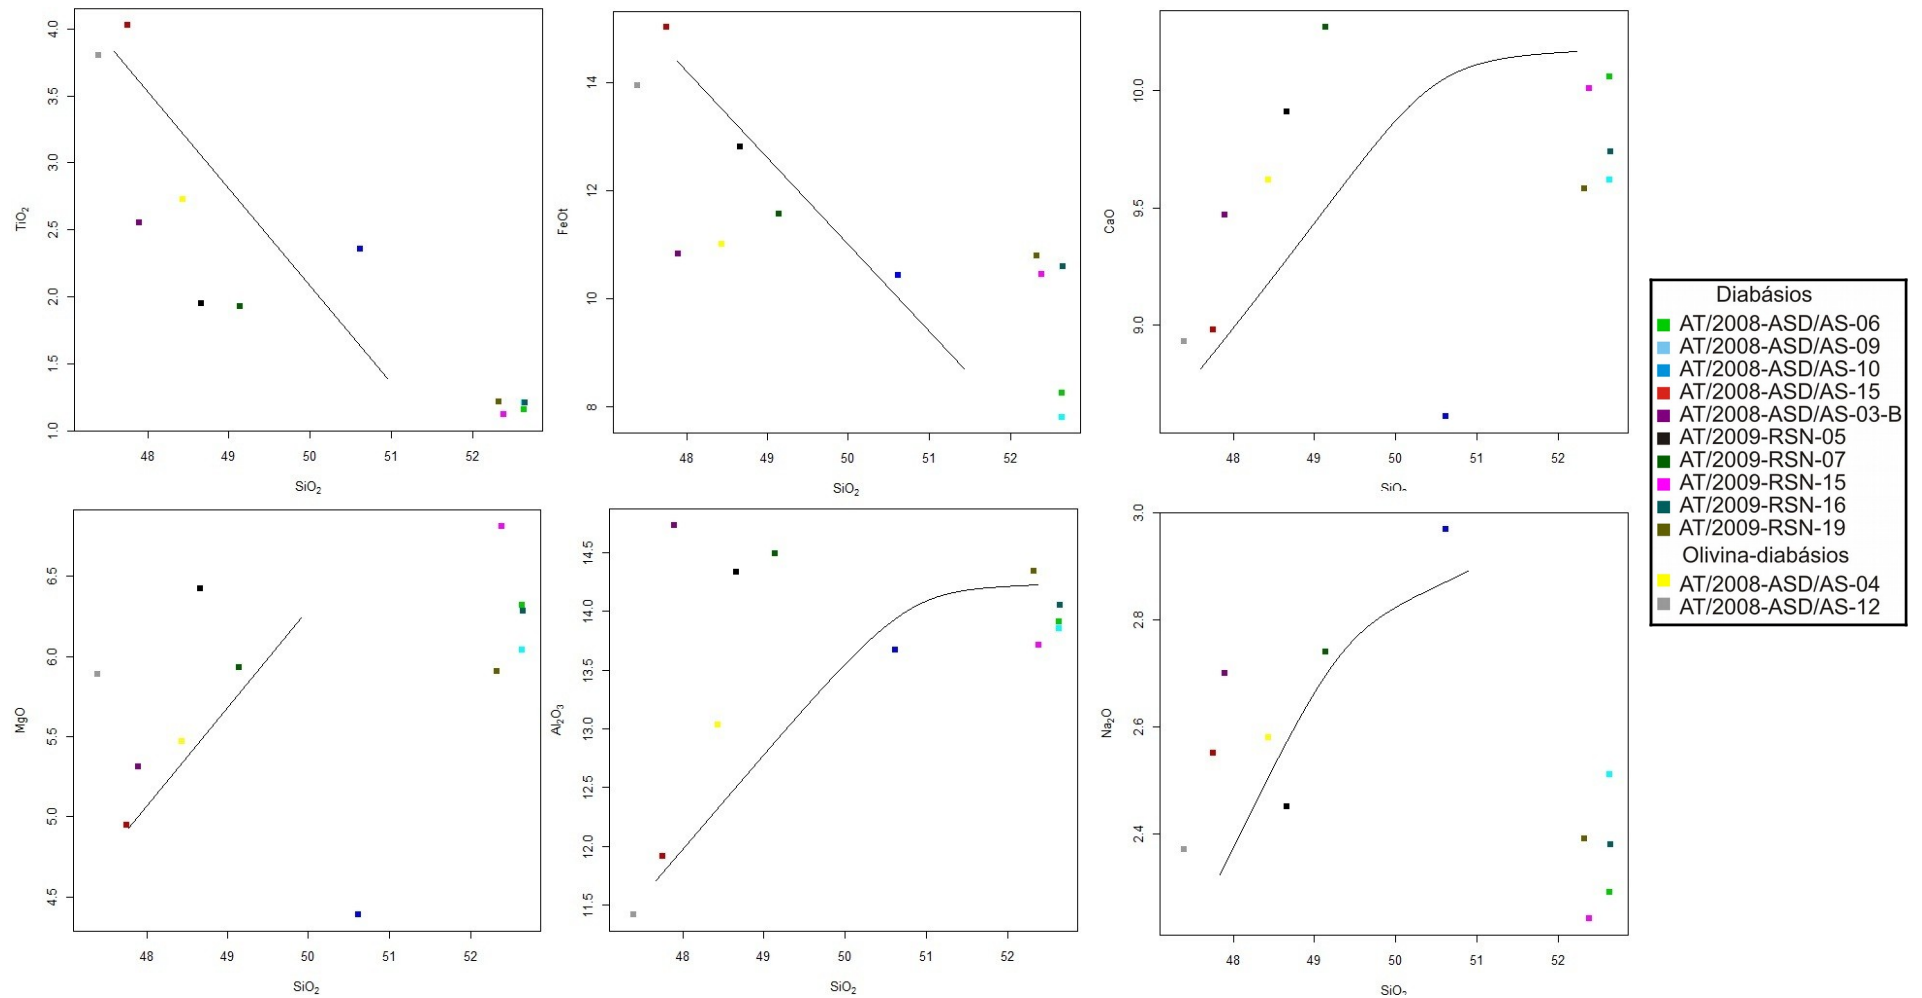 TiO₂
4.0
3.5
3.0
2.5
2.0
1.5
1.0
48 49 50 51 52
SiO₂
FeOt
14
12
10
8
48 49 50 51 52
SiO₂
CaO
10.0
9.5
9.0
48 49 50 51 52
SiO₂
MgO
6.5
6.0
5.5
5.0
4.5
48 49 50 51 52
SiO₂
Al₂O₃
14.5
14.0
13.5
13.0
12.5
12.0
11.5
48 49 50 51 52
SiO₂
Na₂O
3.0
2.8
2.6
2.4
48 49 50 51 52
SiO₂
Diabásios
AT/2008-ASD/AS-06
AT/2008-ASD/AS-09
AT/2008-ASD/AS-10
AT/2008-ASD/AS-15
AT/2008-ASD/AS-03-B
AT/2009-RSN-05
AT/2009-RSN-07
AT/2009-RSN-15
AT/2009-RSN-16
AT/2009-RSN-19
Olivina-diabásios
AT/2008-ASD/AS-04
AT/2008-ASD/AS-12